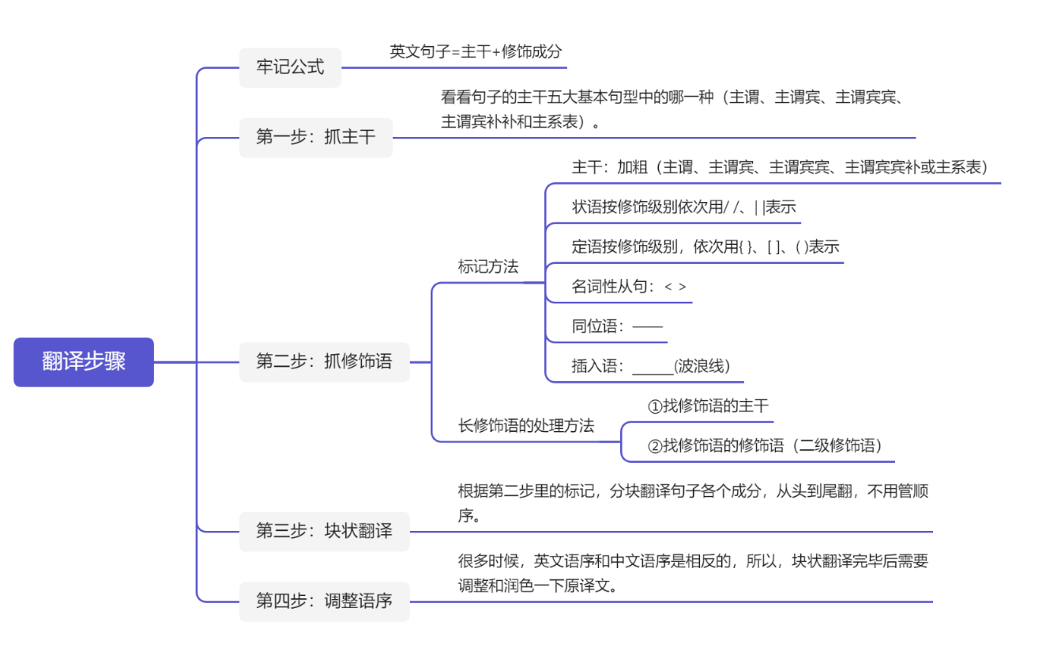 英文句子=主干+修饰成分
牢记公式
看看句子的主干五大基本句型中的哪一种（主谓、主谓宾、主谓宾宾、
主谓宾补补和主系表）。
第一步：抓主干
主干：加粗（主谓、主谓宾、主谓宾宾、主谓宾宾补或主系表）
状语按修饰级别依次用/ /、| |表示
定语按修饰级别，依次用{ }、[ ]、( )表示
标记方法
名词性从句：< >
同位语：——
插入语：_____(波浪线）
翻译步骤
第二步：抓修饰语
①找修饰语的主干
长修饰语的处理方法
②找修饰语的修饰语（二级修饰语）
根据第二步里的标记，分块翻译句子各个成分，从头到尾翻，不用管顺
序。
第三步：块状翻译
很多时候，英文语序和中文语序是相反的，所以，块状翻译完毕后需要
调整和润色一下原译文。
第四步：调整语序